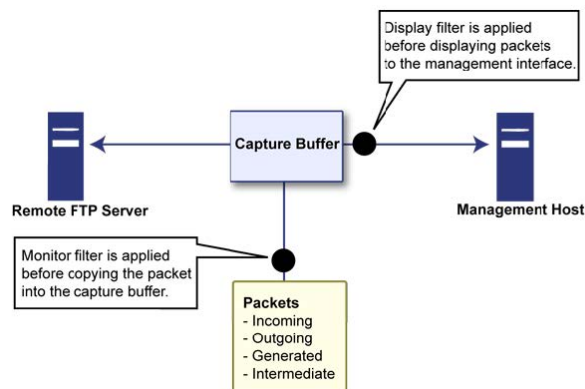 Display filter is applied
before displaying packets
to the management interface.
Capture Buffer
Remote FTP Server
Management Host
Monitor filter is applied
before copying the packet
into the capture buffer.
Packets
- Incoming
- Outgoing
- Generated
- Intermediate